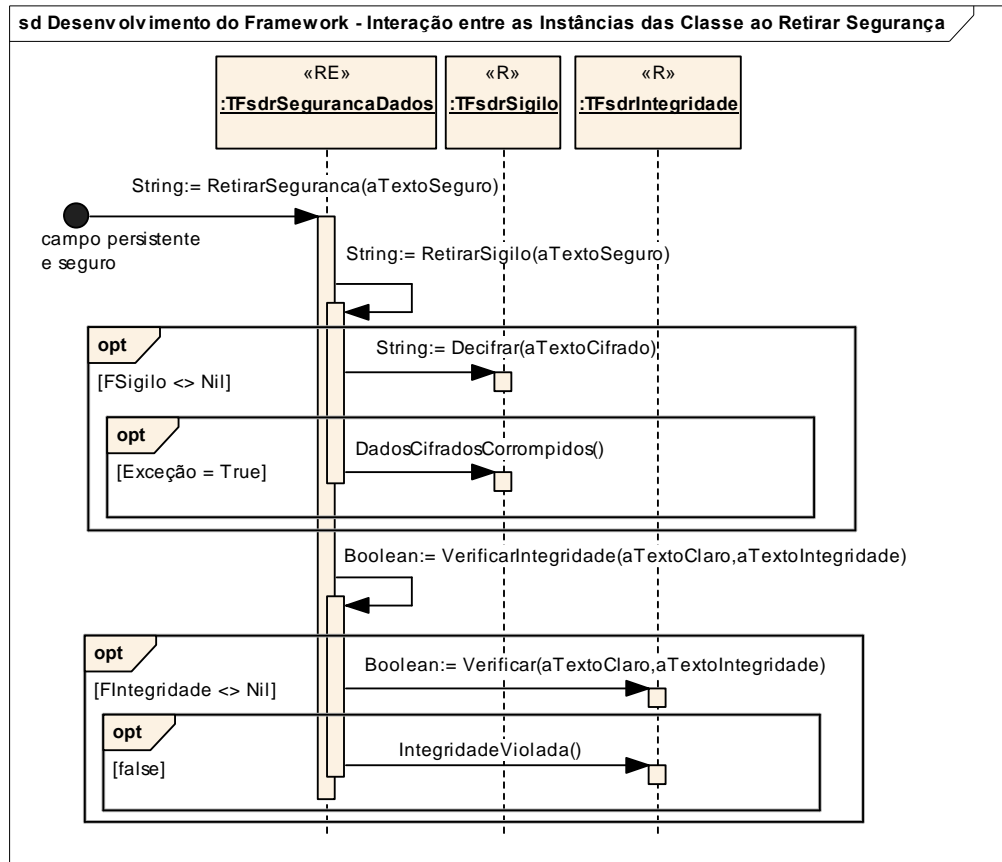 sd Desenvolvimento do Framework - Interação entre as Instâncias das Classe ao Retirar Segurança
«RE»
:TFsdrSegurancaDados
«R»
:TFsdrSigilo
«R»
:TFsdrIntegridade
String:= RetirarSeguranca(aTextoSeguro)
campo persistente
e seguro
String:= RetirarSigilo(aTextoSeguro)
opt
[FSigilo <> Nil]
String:= Decifrar(aTextoCifrado)
opt
[Exceção = True]
DadosCifradosCorrompidos()
Boolean:= VerificarIntegridade(aTextoClaro,aTextoIntegridade)
opt
[FIntegridade <> Nil]
Boolean:= Verificar(aTextoClaro,aTextoIntegridade)
opt
[false]
IntegridadeViolada()